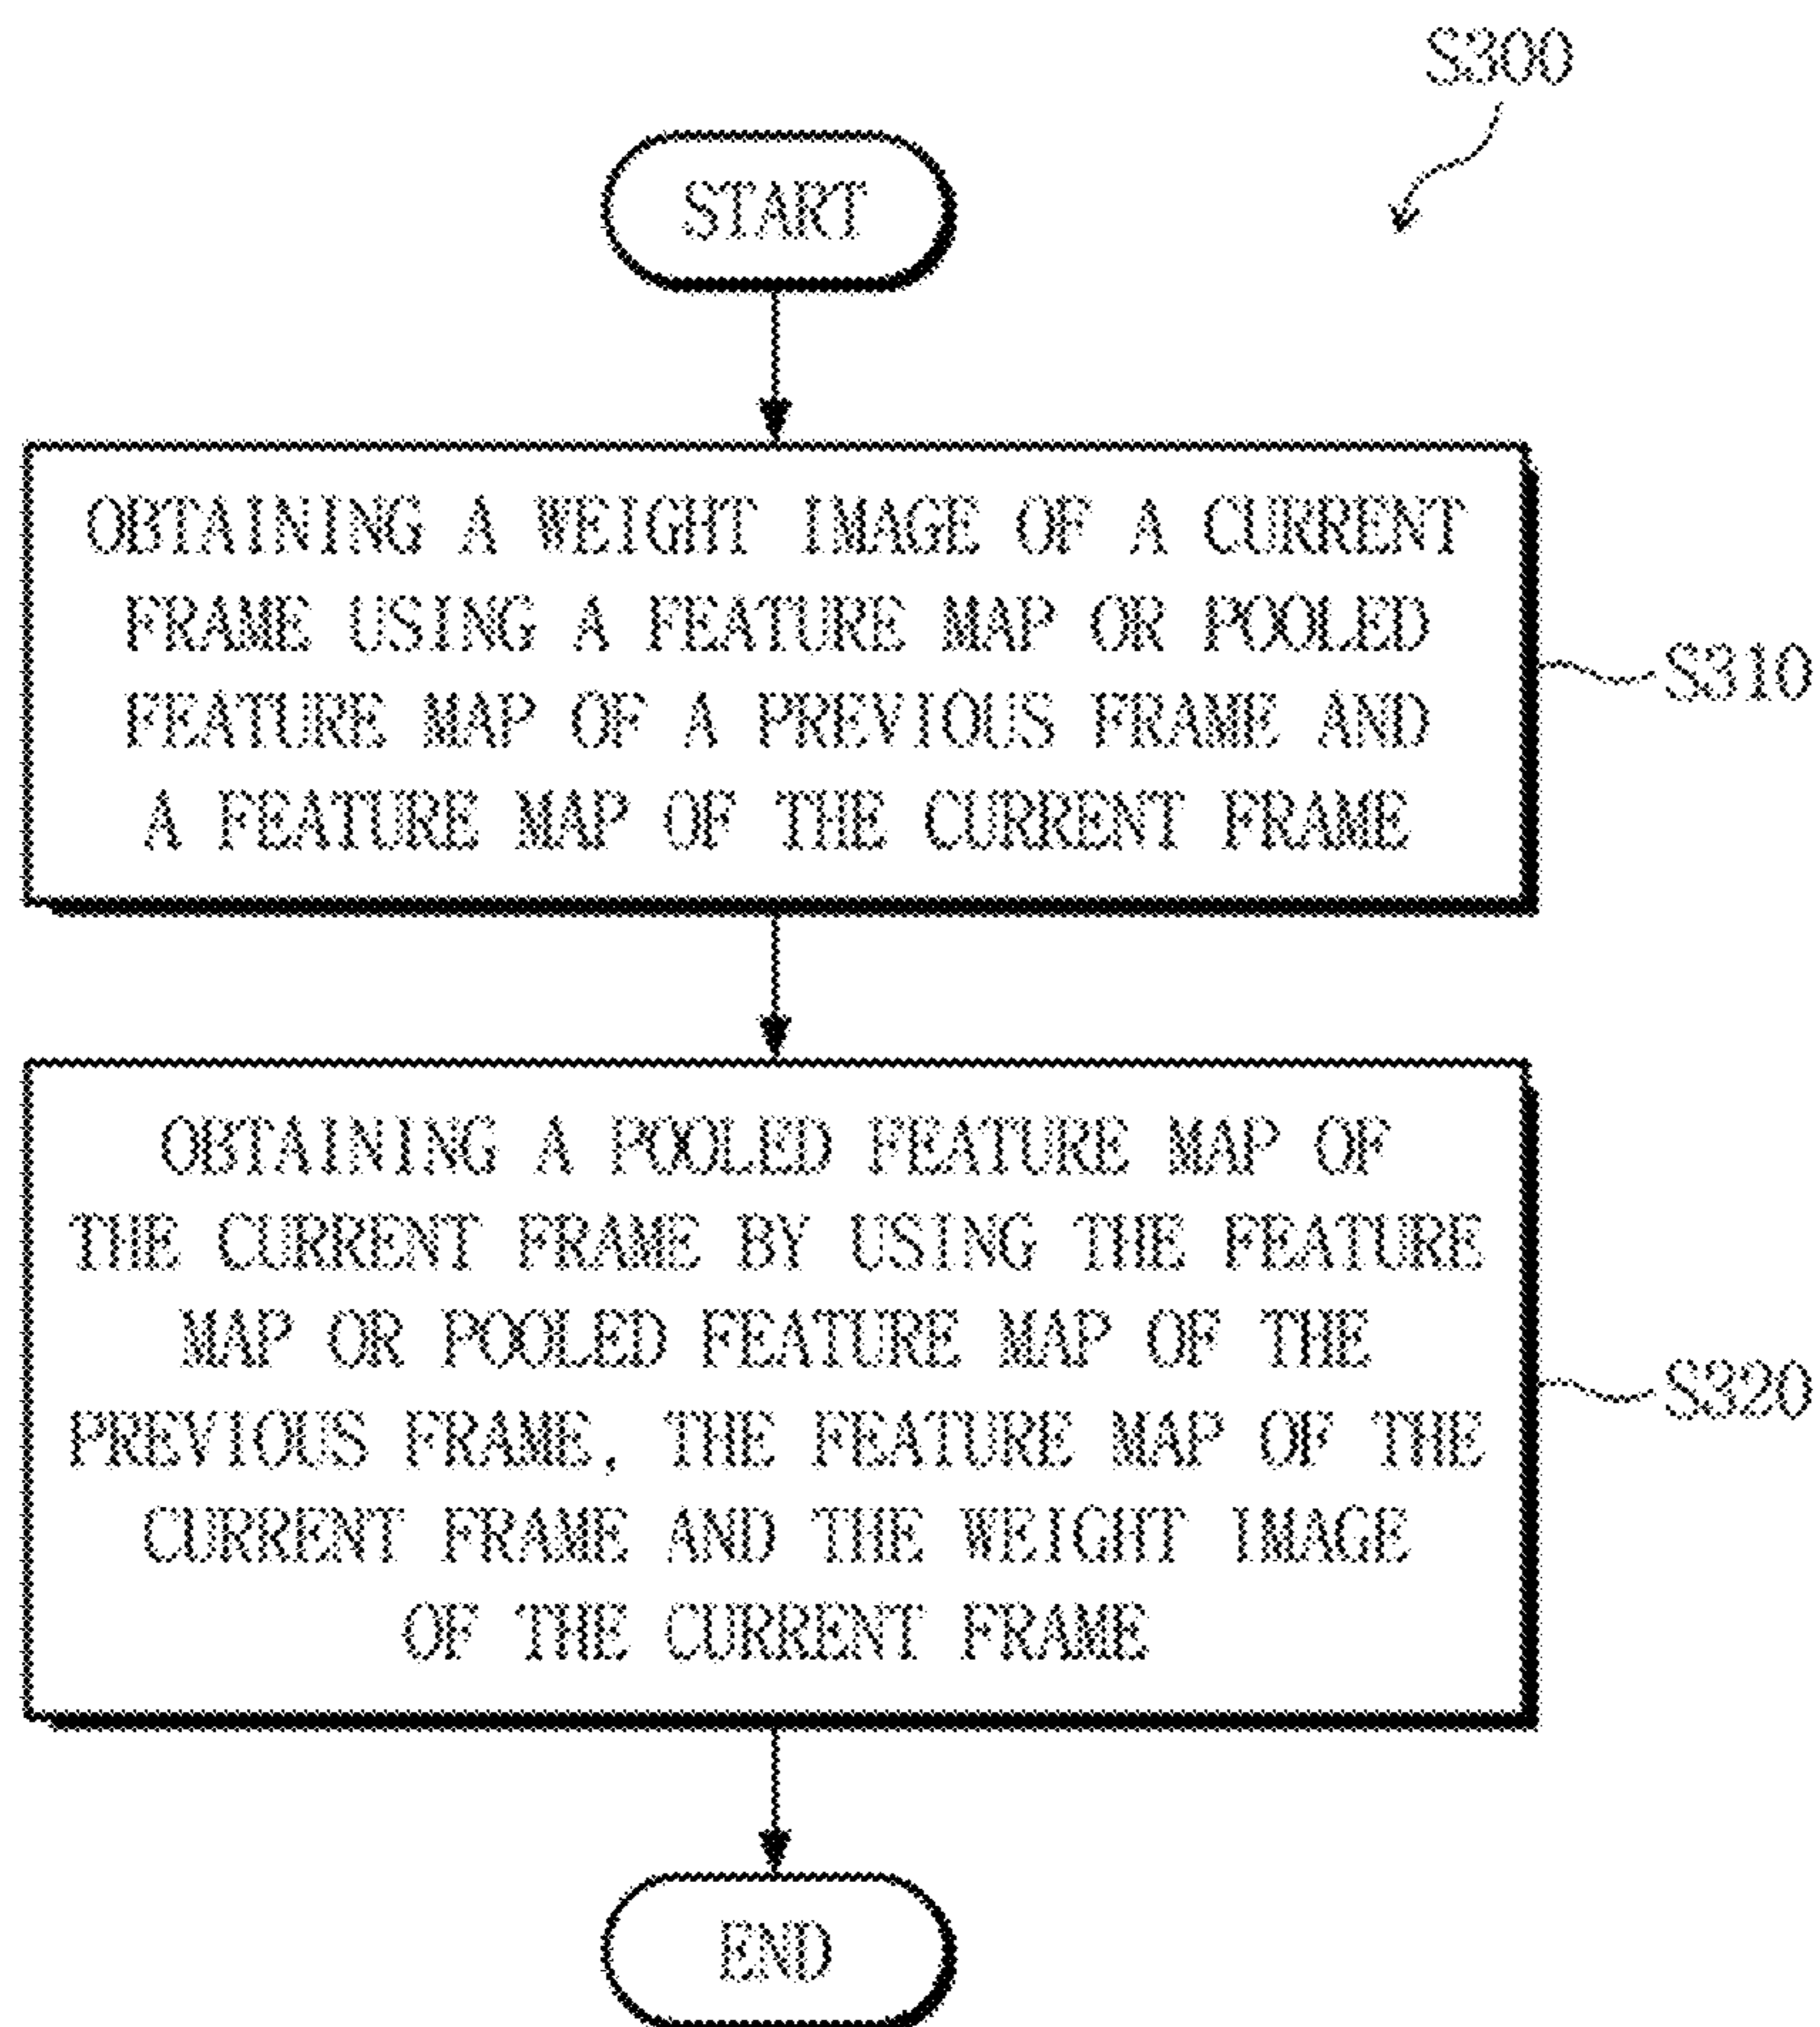 S300
START
OBTAINING A WEIGHT IMAGE OF A CURRENT
FRAME USING A FEATURE MAP OR POOLED
FEATURE MAP OF A PREVIOUS FRAME AND
A FEATURE MAP OF THE CURRENT FRAME
S310
OBTAINING A POOLED FEATURE MAP OF
THE CURRENT FRAME BY USING THE FEATURE
MAP OR POOLED FEATURE MAP OF THE
PREVIOUS FRAME, THE FEATURE MAP OF THE
CURRENT FRAME AND THE WEIGHT IMAGE
OF THE CURRENT FRAME
S320
END